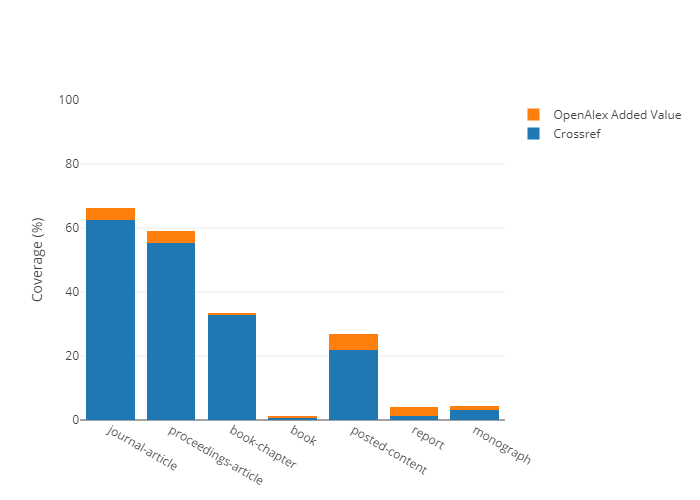 100
80
60
40
20
0
Coverage (%)
journal-article
proceedings-article
book-chapter
book
posted-content
report
monograph
OpenAlex Added Value
Crossref